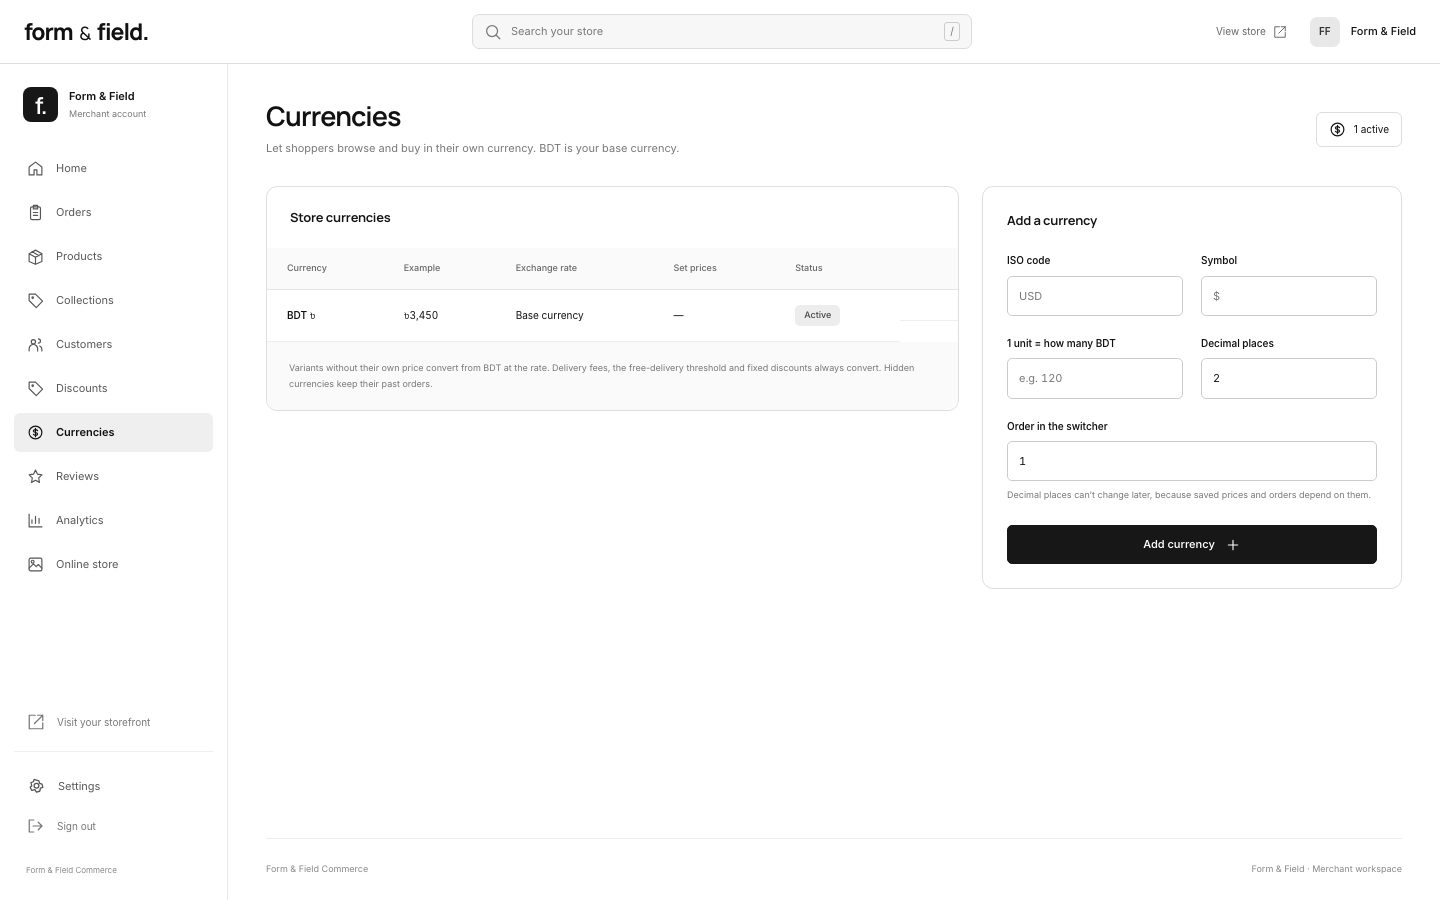 form & field.
Search your store
/
View store
FF
Form & Field
f.
Form & Field
Merchant account
Home
Orders
Products
Collections
Customers
Discounts
Currencies
Reviews
Analytics
Online store
Visit your storefront
Settings
Sign out
Form & Field Commerce
Currencies
Let shoppers browse and buy in their own currency. BDT is your base currency.
1 active
Store currencies
Currency Example Exchange rate Set prices Status
BDT ৳ ৳3,450 Base currency — Active
Variants without their own price convert from BDT at the rate. Delivery fees, the free-delivery threshold and fixed discounts always convert. Hidden
currencies keep their past orders.
Add a currency
ISO code Symbol
USD $
1 unit = how many BDT Decimal places
e.g. 120 2
Order in the switcher
1
Decimal places can't change later, because saved prices and orders depend on them.
Add currency
Form & Field Commerce
Form & Field · Merchant workspace